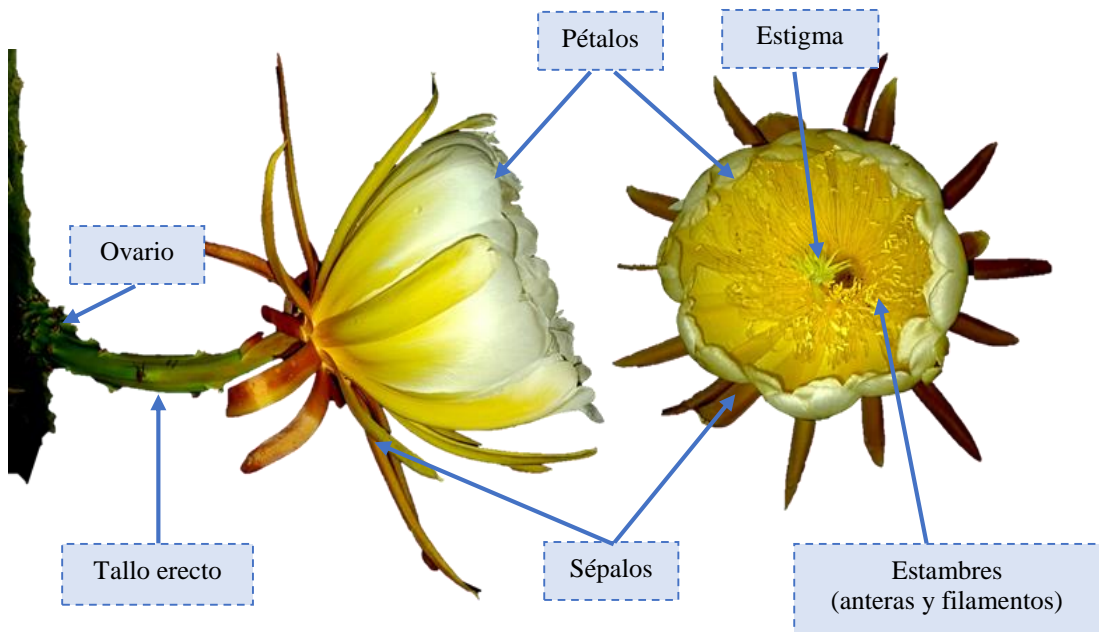 Pétalos
Estigma
Ovario
Tallo erecto
Sépalos
Estambres
(anteras y filamentos)